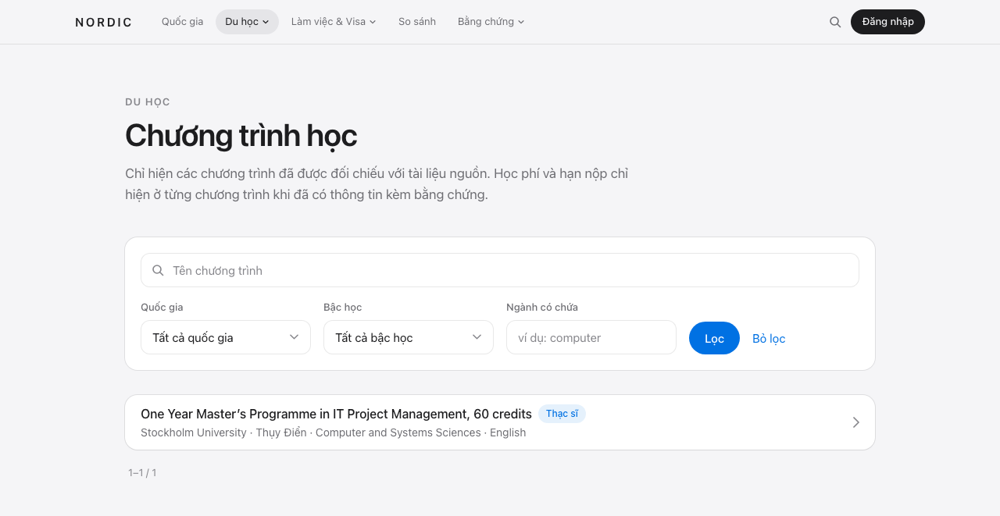 NORDIC
Quốc gia
Du học
Làm việc & Visa
So sánh
Bằng chứng
Đăng nhập
DU HỌC
Chương trình học
Chỉ hiện các chương trình đã được đối chiếu với tài liệu nguồn. Học phí và hạn nộp chỉ
hiện ở từng chương trình khi đã có thông tin kèm bằng chứng.
Tên chương trình
Quốc gia
Bậc học
Ngành có chứa
Tất cả quốc gia
Tất cả bậc học
ví dụ: computer
Lọc
Bỏ lọc
One Year Master’s Programme in IT Project Management, 60 credits
Thạc sĩ
Stockholm University · Thụy Điển · Computer and Systems Sciences · English
1–1 / 1